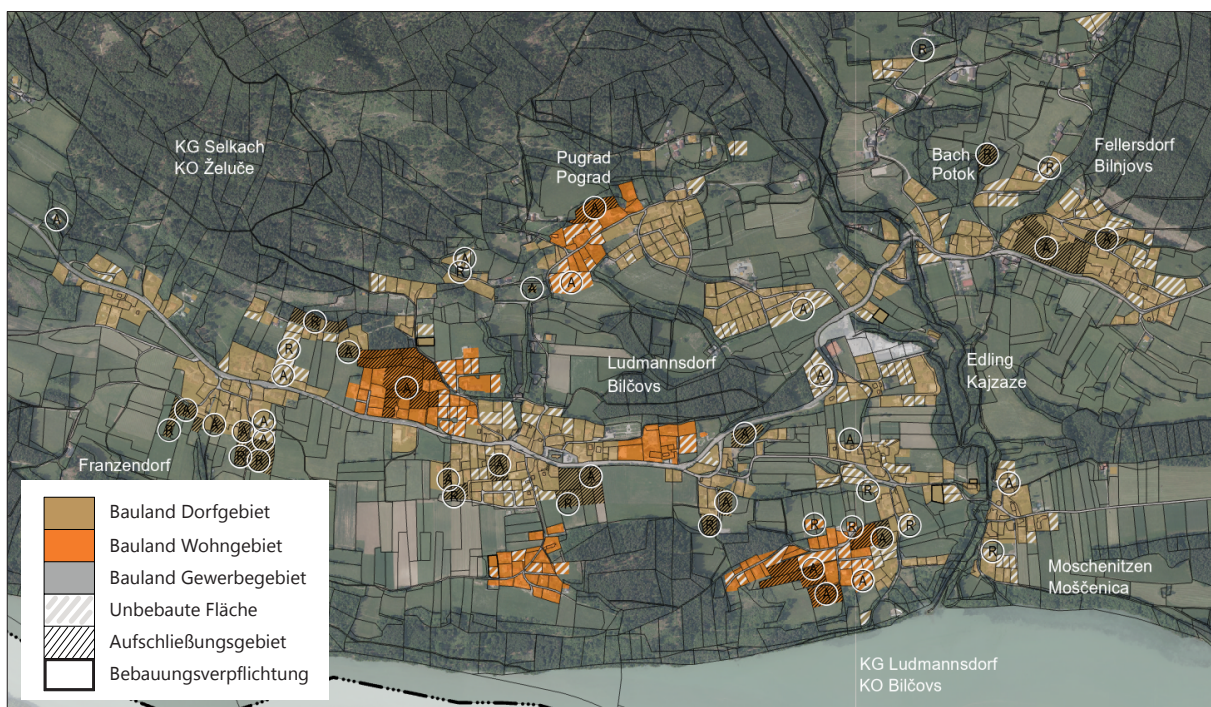 KG Selkach
KO Želuče
Pugrad
Pograd
Bach
Potok
Fellersdorf
Bilnjovs
Ludmannsdorf
Bilčovs
Edling
Kajzaze
Franzendorf
Moschenitzen
Moščenica
KG Ludmannsdorf
KO Bilčovs
Bauland Dorfgebiet
Bauland Wohngebiet
Bauland Gewerbegebiet
Unbebaute Fläche
Aufschließungsgebiet
Bebauungsverpflichtung